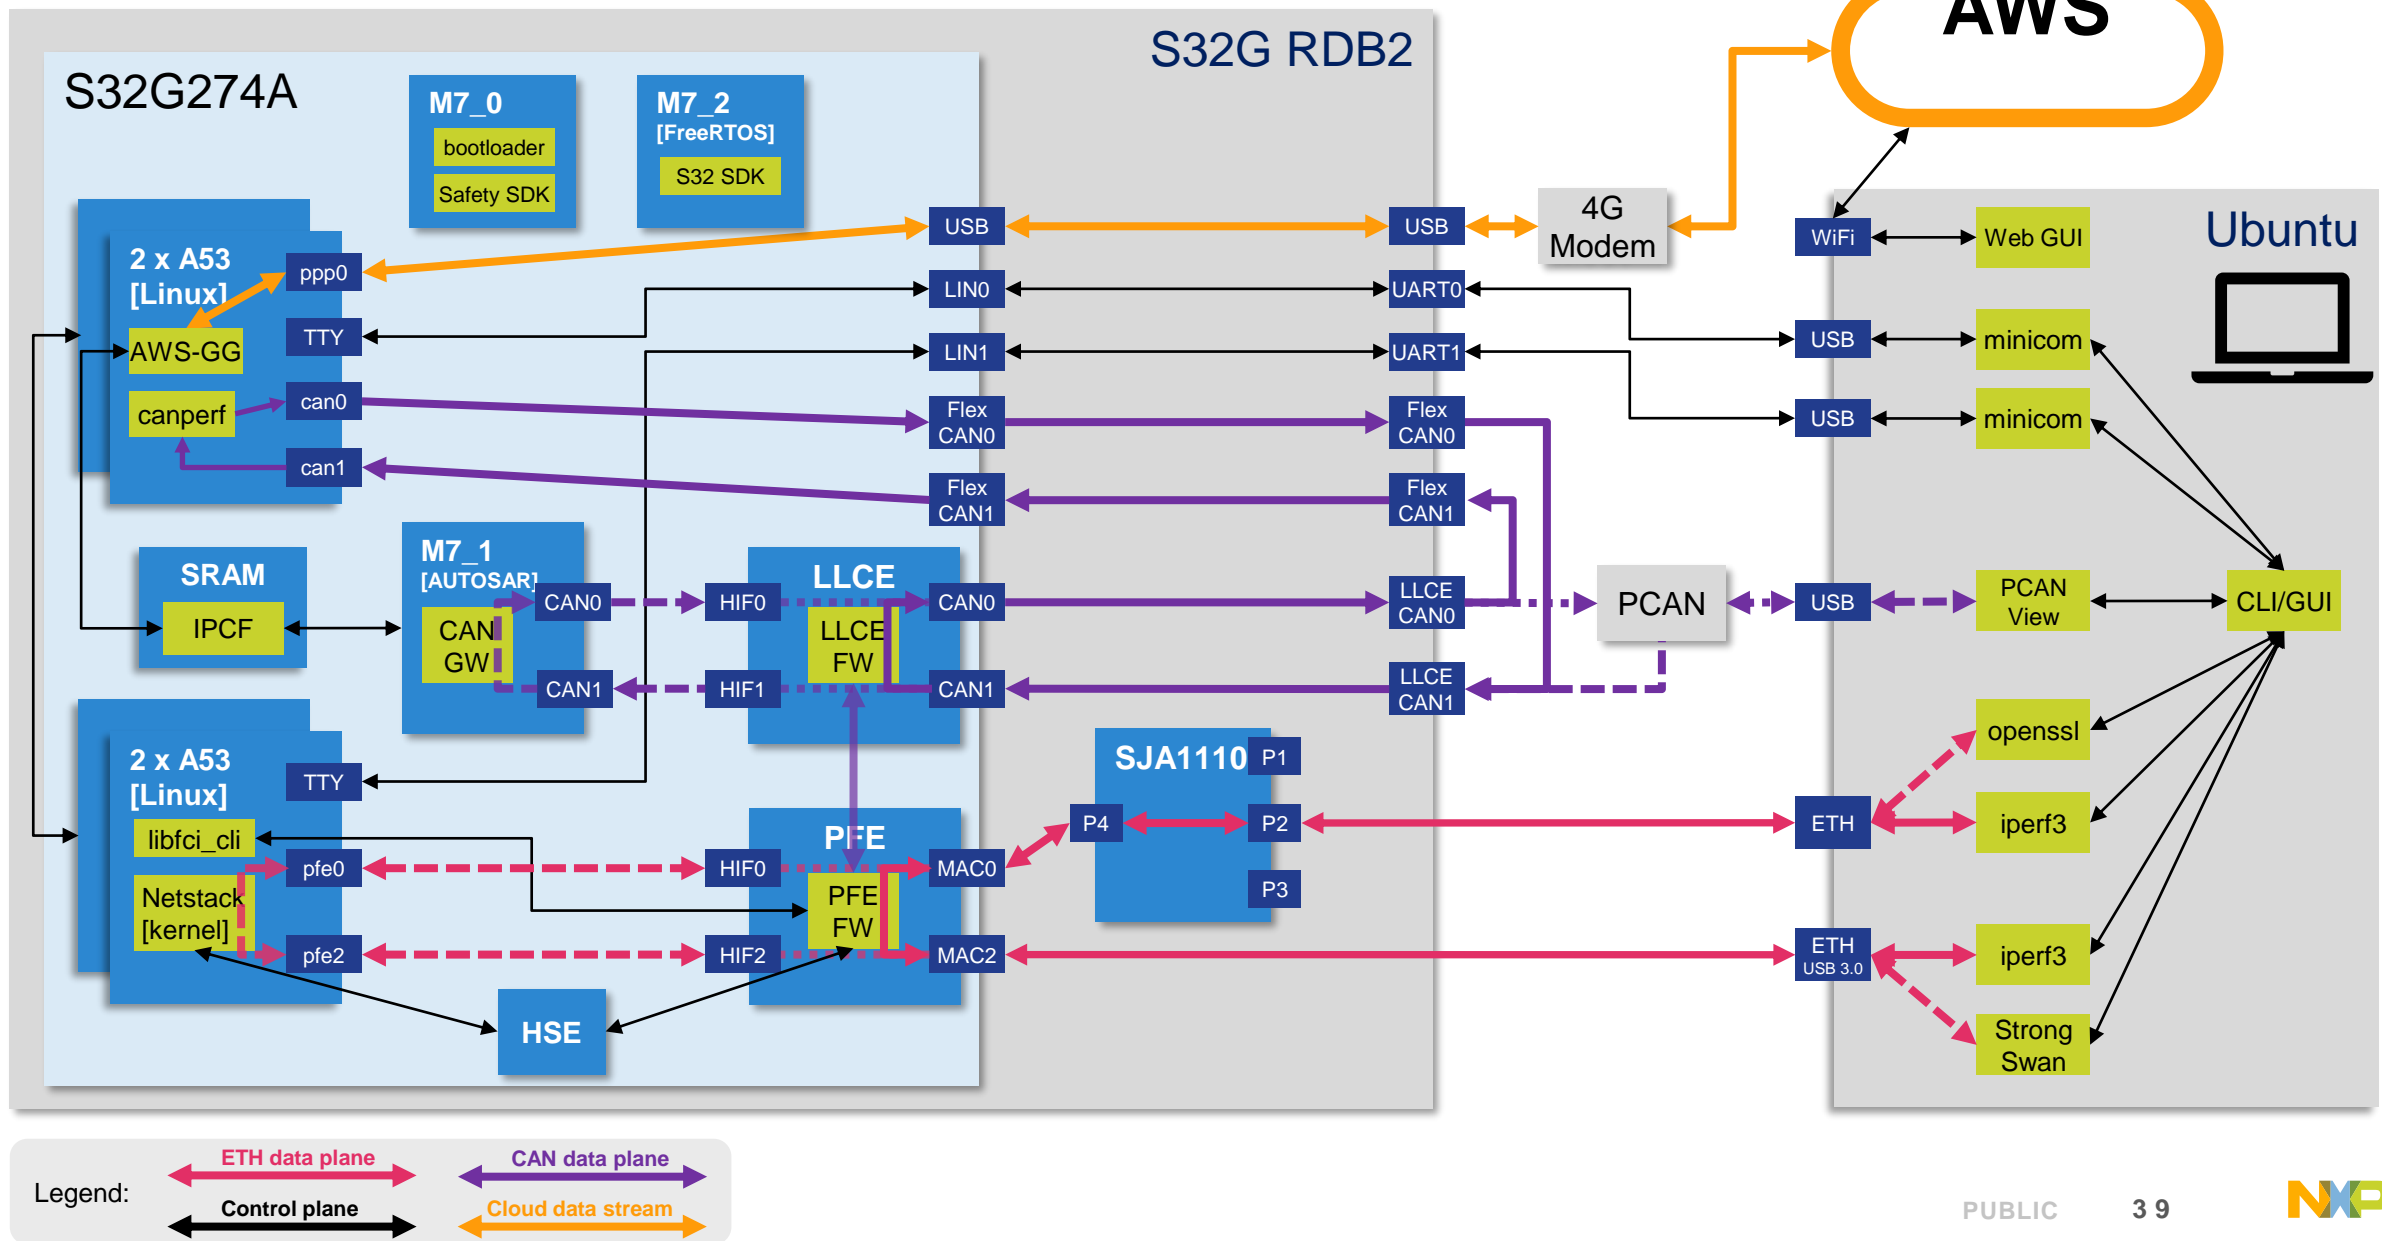 AWS
S32G RDB2
S32G274A
M7_0
bootloader
Safety SDK
M7_2
[FreeRTOS]
S32 SDK
2 x A53
[Linux]
AWS-GG
canperf
ppp0
TTY
can0
can1
USB
LIN0
LIN1
Flex
CAN0
Flex
CAN1
USB
UART0
UART1
Flex
CAN0
Flex
CAN1
4G
Modem
Ubuntu
WiFi
Web GUI
USB
minicom
USB
minicom
SRAM
IPCF
M7_1
[AUTOSAR]
CAN
GW
CAN0
CAN1
LLCE
HIF0
HIF1
LLCE
FW
CAN0
CAN1
LLCE
CAN0
LLCE
CAN1
PCAN
USB
PCAN
View
CLI/GUI
2 x A53
[Linux]
libfci_cli
Netstack
[kernel]
TTY
pfe0
pfe2
HSE
PFE
HIF0
HIF2
PFE
FW
MAC0
MAC2
SJA1110
P1
P4
P2
P3
ETH
openssl
iperf3
ETH
USB 3.0
iperf3
Strong
Swan
Legend:
ETH data plane
CAN data plane
Control plane
Cloud data stream
PUBLIC
39
NXP